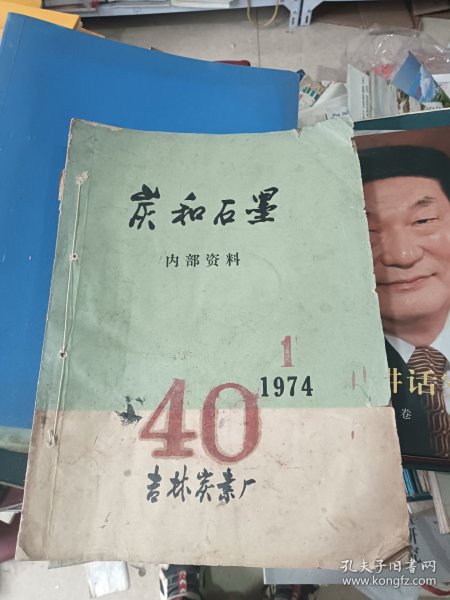 炭和石墨
内部资料
1
40
1974
吉林炭素厂
讲话
卷
孔夫子旧书网
www.kongfz.com